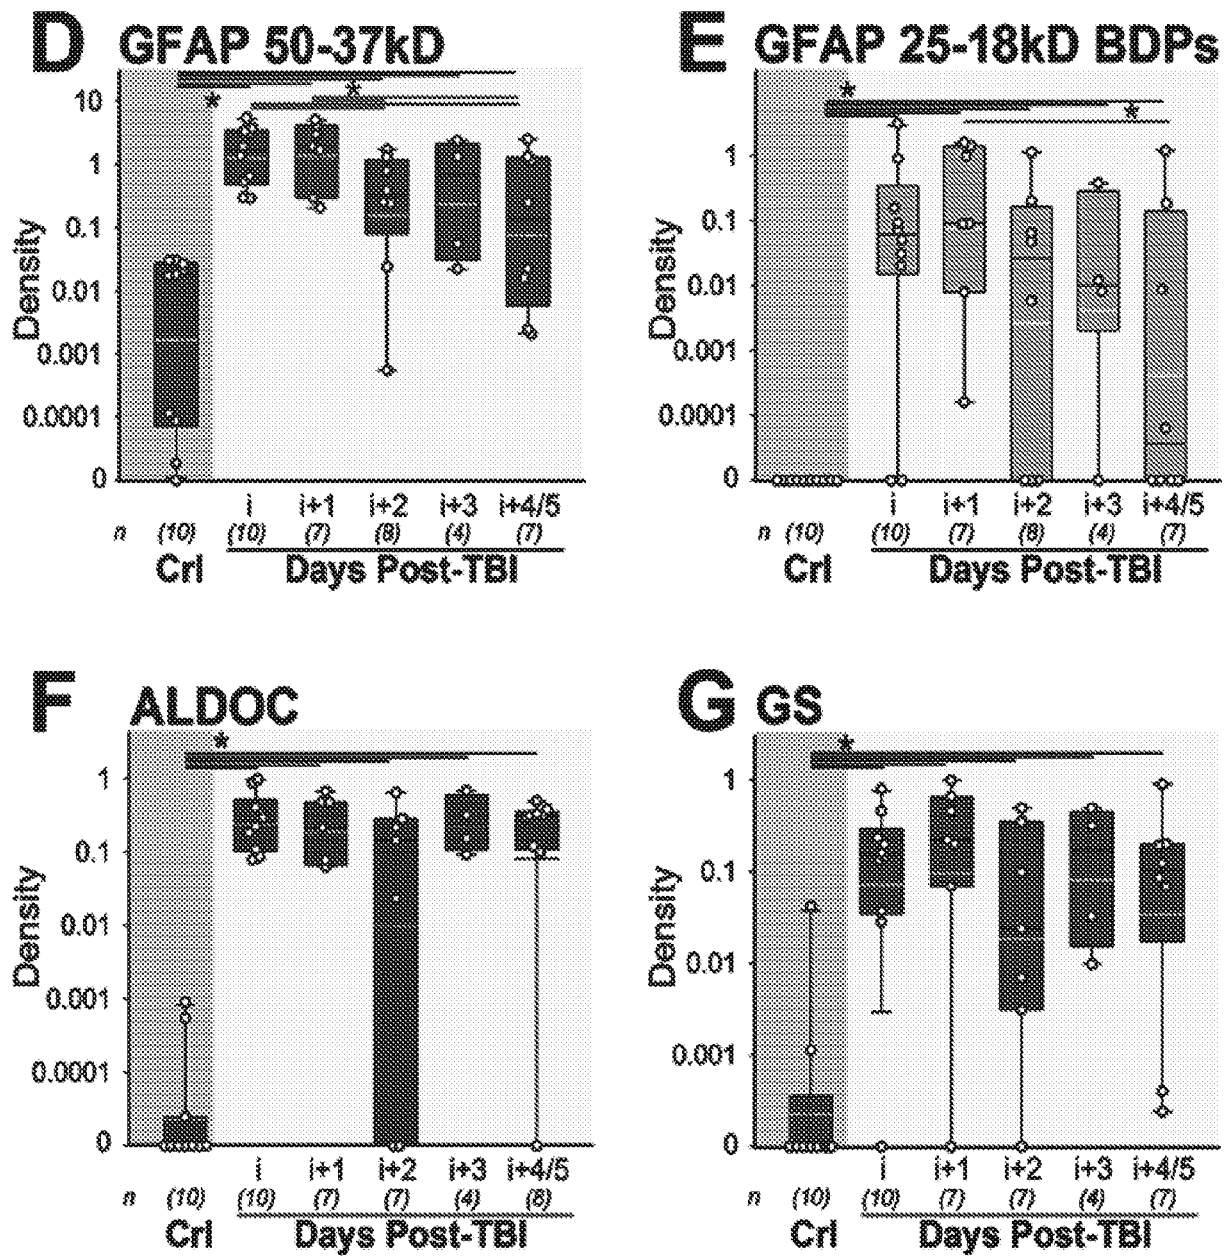 D GFAP 50-37kD
*
*
10
1
0.1
0.01
0.001
0.0001
0
Density
i i+1 i+2 i+3 i+4/5
n (10) (10) (7) (8) (4) (7)
Crl Days Post-TBI
E GFAP 25-18kD BDPs
*
*
1
0.1
0.01
0.001
0.0001
0
Density
i i+1 i+2 i+3 i+4/5
n (10) (10) (7) (8) (4) (7)
Crl Days Post-TBI
F ALDOC
*
1
0.1
0.01
0.001
0.0001
0
Density
i i+1 i+2 i+3 i+4/5
n (10) (10) (7) (7) (4) (6)
Crl Days Post-TBI
G GS
*
1
0.1
0.01
0.001
0
Density
i i+1 i+2 i+3 i+4/5
n (10) (10) (7) (7) (4) (7)
Crl Days Post-TBI